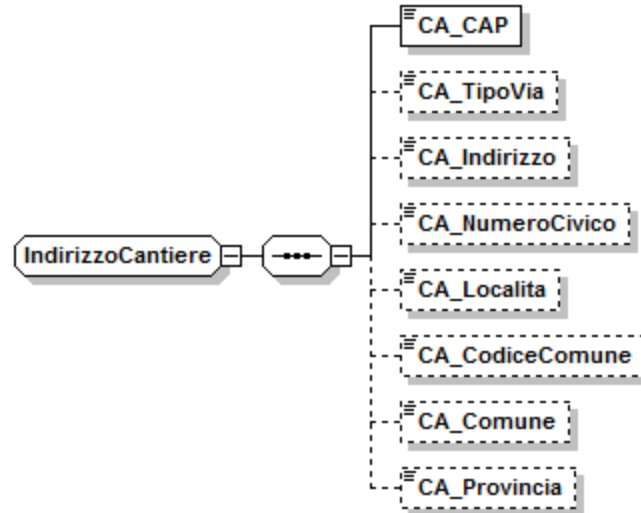 CA_CAP
CA_TipoVia
CA_Indirizzo
CA_NumeroCivico
IndirizzoCantiere
CA_Localita
CA_CodiceComune
CA_Comune
CA_Provincia